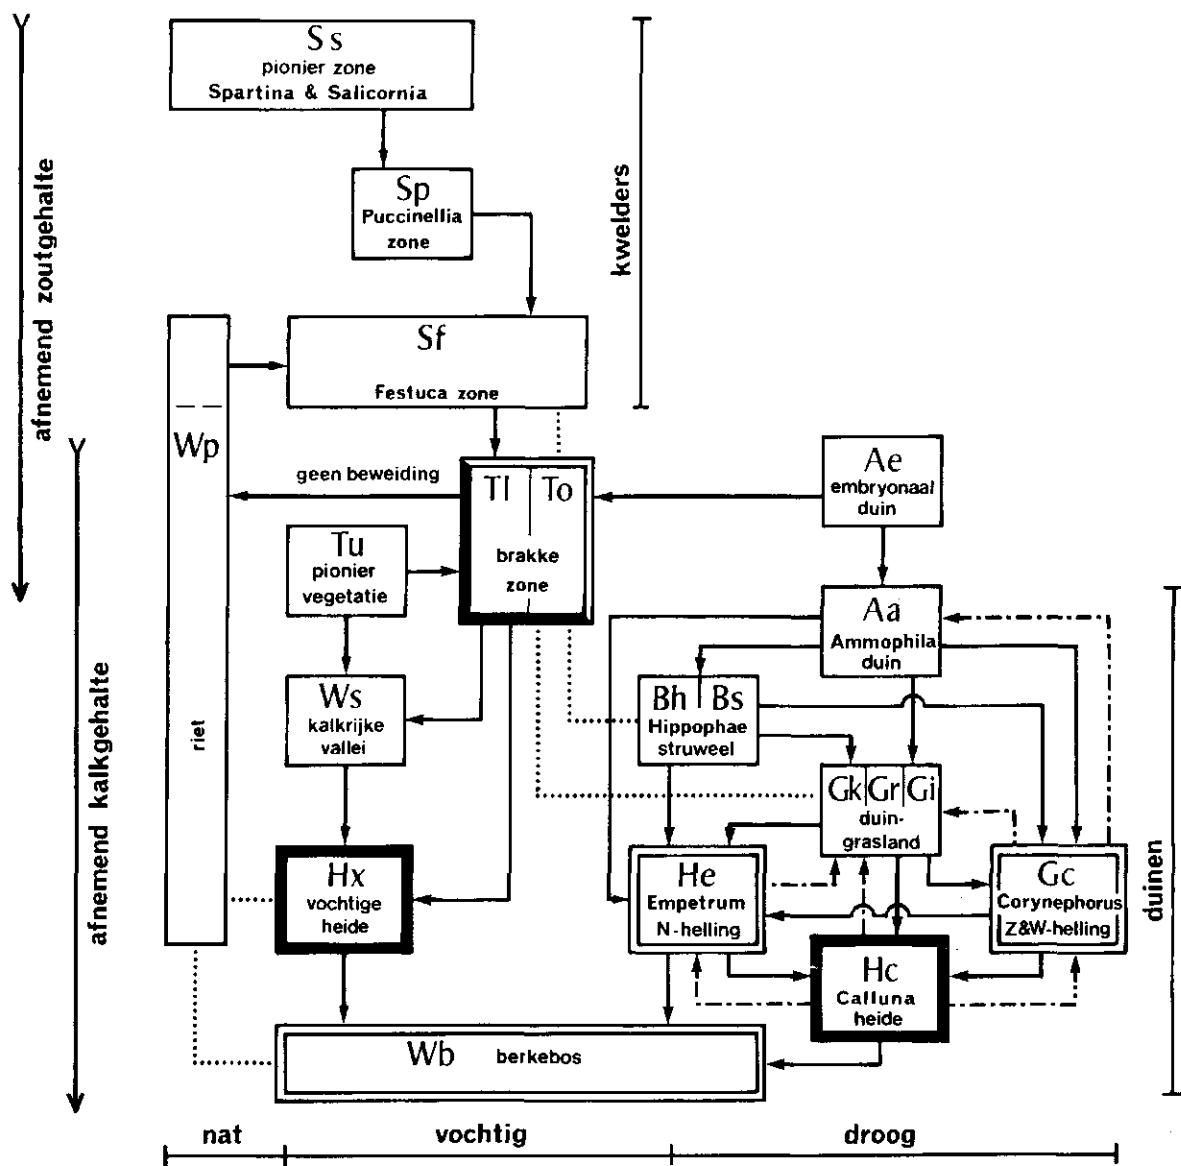 Ss
pionier zone
Spartina & Salicornia
Sp
Puccinellia
zone
kwelders
afnemend zoutgehalte
Sf
Festuca zone
Wp
riet
geen beweiding
Tl To
brakke
zone
Ae
embryonaal
duin
Tu
pionier
vegetatie
Aa
Ammophila
duin
Ws
kalkrijke
vallei
Bh Bs
Hippophae
struweel
Gk Gr Gi
duin-
grasland
afnemend kalkgehalte
Hx
vochtige
heide
He
Empetrum
N-helling
Gc
Corynephorus
Z&W-helling
duinen
Hc
Calluna
heide
Wb berkebos
nat vochtig droog